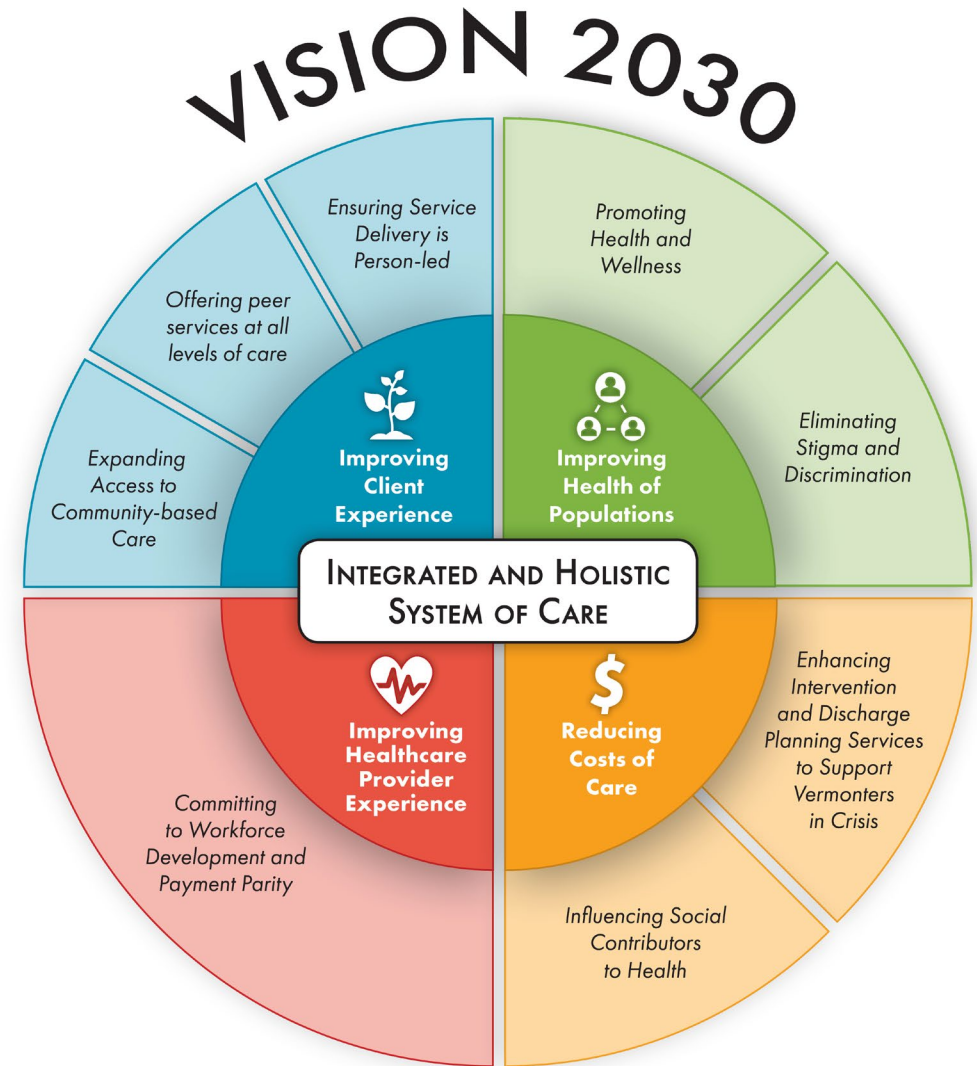 VISION 2030
Ensuring Service
Delivery is
Person-led
Promoting
Health and
Wellness
Offering peer
services at all
levels of care
Eliminating
Stigma and
Discrimination
Expanding
Access to
Community-based
Care
Improving
Client
Experience
Improving
Health of
Populations
INTEGRATED AND HOLISTIC
SYSTEM OF CARE
Improving
Healthcare
Provider
Experience
$
Reducing
Costs of
Care
Enhancing
Intervention
and Discharge
Planning Services
to Support
Vermonters
in Crisis
Committing
to Workforce
Development and
Payment Parity
Influencing Social
Contributors
to Health